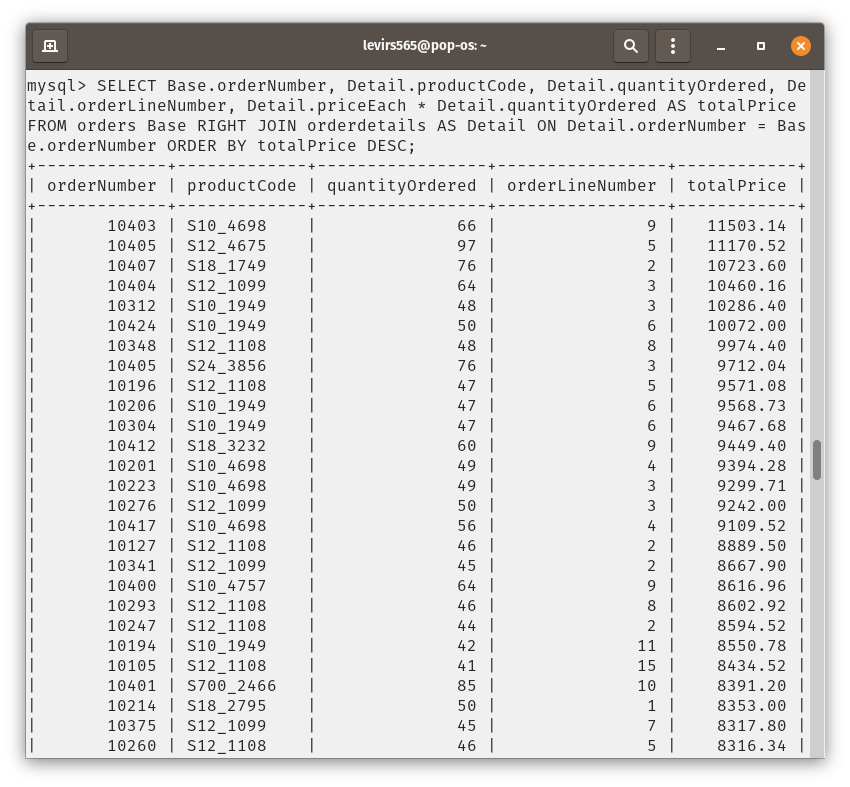 levirs565@pop-os: ~
mysql> SELECT Base.orderNumber, Detail.productCode, Detail.quantityOrdered, De
tail.orderLineNumber, Detail.priceEach * Detail.quantityOrdered AS totalPrice
FROM orders Base RIGHT JOIN orderdetails AS Detail ON Detail.orderNumber = Bas
e.orderNumber ORDER BY totalPrice DESC;
+-------------+-------------+-----------------+-----------------+------------+
| orderNumber | productCode | quantityOrdered | orderLineNumber | totalPrice |
+-------------+-------------+-----------------+-----------------+------------+
|       10403 | S10_4698    |              66 |               9 |   11503.14 |
|       10405 | S12_4675    |              97 |               5 |   11170.52 |
|       10407 | S18_1749    |              76 |               2 |   10723.60 |
|       10404 | S12_1099    |              64 |               3 |   10460.16 |
|       10312 | S10_1949    |              48 |               3 |   10286.40 |
|       10424 | S10_1949    |              50 |               6 |   10072.00 |
|       10348 | S12_1108    |              48 |               8 |    9974.40 |
|       10405 | S24_3856    |              76 |               3 |    9712.04 |
|       10196 | S12_1108    |              47 |               5 |    9571.08 |
|       10206 | S10_1949    |              47 |               6 |    9568.73 |
|       10304 | S10_1949    |              47 |               6 |    9467.68 |
|       10412 | S18_3232    |              60 |               9 |    9449.40 |
|       10201 | S10_4698    |              49 |               4 |    9394.28 |
|       10223 | S10_4698    |              49 |               3 |    9299.71 |
|       10276 | S12_1099    |              50 |               3 |    9242.00 |
|       10417 | S10_4698    |              56 |               4 |    9109.52 |
|       10127 | S12_1108    |              46 |               2 |    8889.50 |
|       10341 | S12_1099    |              45 |               2 |    8667.90 |
|       10400 | S10_4757    |              64 |               9 |    8616.96 |
|       10293 | S12_1108    |              46 |               8 |    8602.92 |
|       10247 | S12_1108    |              44 |               2 |    8594.52 |
|       10194 | S10_1949    |              42 |              11 |    8550.78 |
|       10105 | S12_1108    |              41 |              15 |    8434.52 |
|       10401 | S700_2466   |              85 |              10 |    8391.20 |
|       10214 | S18_2795    |              50 |               1 |    8353.00 |
|       10375 | S12_1099    |              45 |               7 |    8317.80 |
|       10260 | S12_1108    |              46 |               5 |    8316.34 |